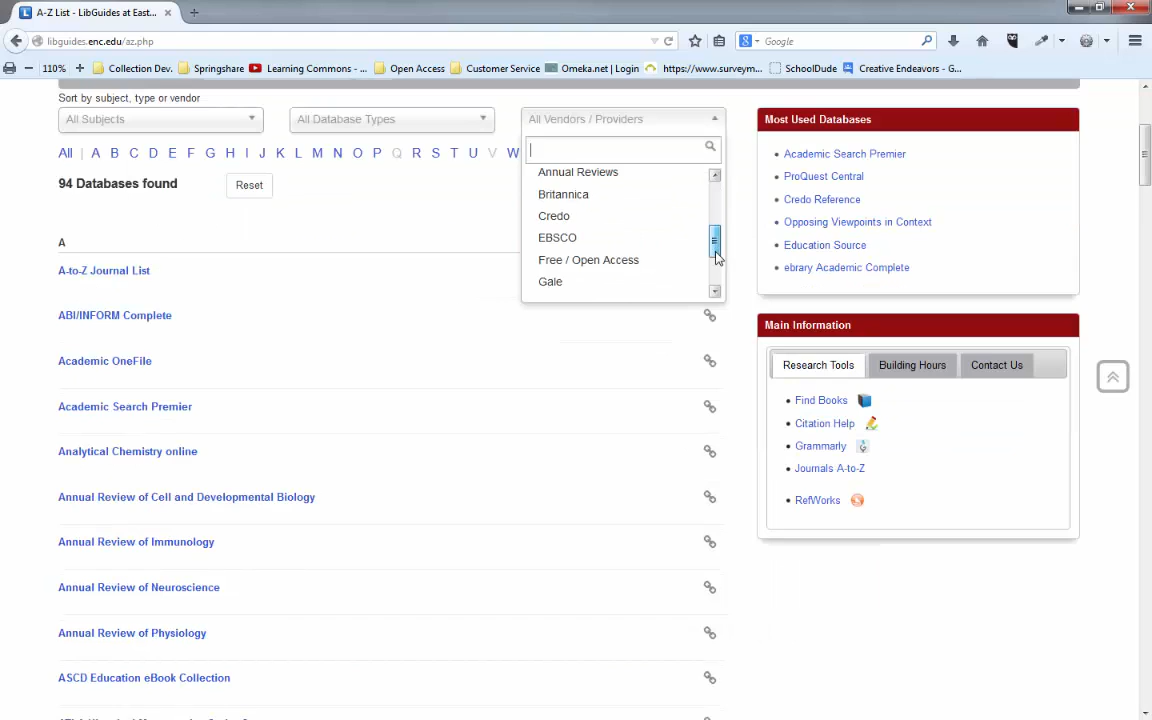 A-Z List - LibGuides at East...
libguides.enc.edu/az.php
Google
110%
Collection Dev.
Springshare
Learning Commons - ...
Open Access
Customer Service
Omeka.net | Login
https://www.surveym...
SchoolDude
Creative Endeavors - G...
Sort by subject, type or vendor
All Subjects
All Database Types
All Vendors / Providers
All | A B C D E F G H I J K L M N O P Q R S T U V W
94 Databases found
Reset
Annual Reviews
Britannica
Credo
EBSCO
Free / Open Access
Gale
A
A-to-Z Journal List
ABI/INFORM Complete
Academic OneFile
Academic Search Premier
Analytical Chemistry online
Annual Review of Cell and Developmental Biology
Annual Review of Immunology
Annual Review of Neuroscience
Annual Review of Physiology
ASCD Education eBook Collection
Most Used Databases
Academic Search Premier
ProQuest Central
Credo Reference
Opposing Viewpoints in Context
Education Source
ebrary Academic Complete
Main Information
Research Tools
Building Hours
Contact Us
Find Books
Citation Help
Grammarly
Journals A-to-Z
RefWorks